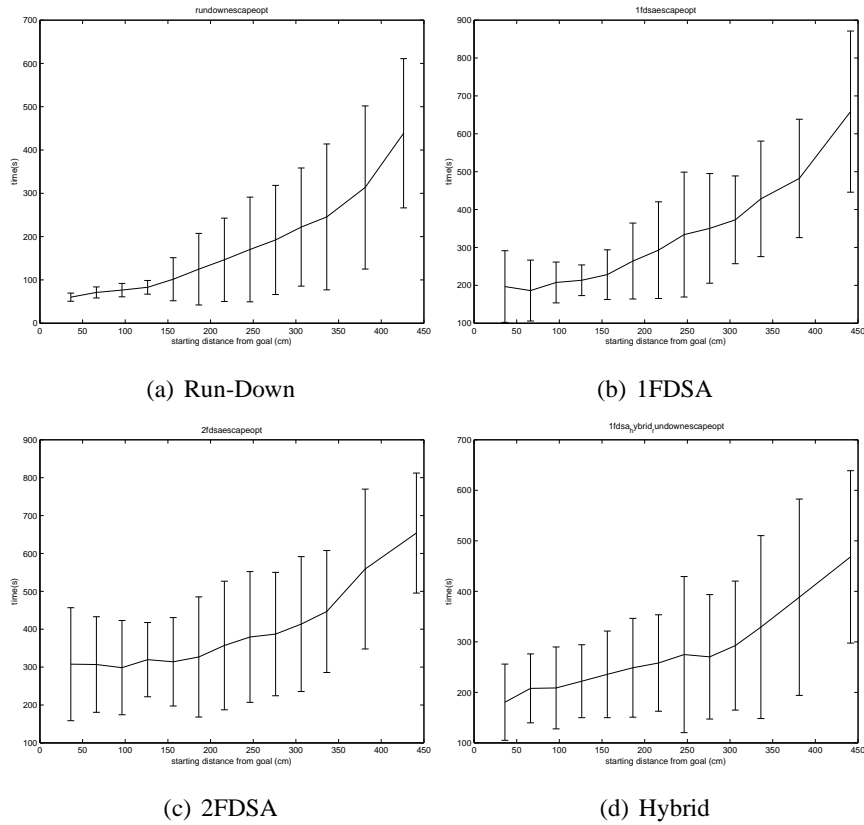 rundownescapeopt
700
600
500
400
300
200
100
0
time(s)
0 50 100 150 200 250 300 350 400 450
starting distance from goal (cm)
(a) Run-Down
1fdsaescapeopt
900
800
700
600
500
400
300
200
100
time(s)
0 50 100 150 200 250 300 350 400 450
starting distance from goal (cm)
(b) 1FDSA
2fdsaescapeopt
900
800
700
600
500
400
300
200
100
time(s)
0 50 100 150 200 250 300 350 400 450
starting distance from goal (cm)
(c) 2FDSA
1fdsahybridrundownescapeopt
700
600
500
400
300
200
100
time(s)
0 50 100 150 200 250 300 350 400 450
starting distance from goal (cm)
(d) Hybrid